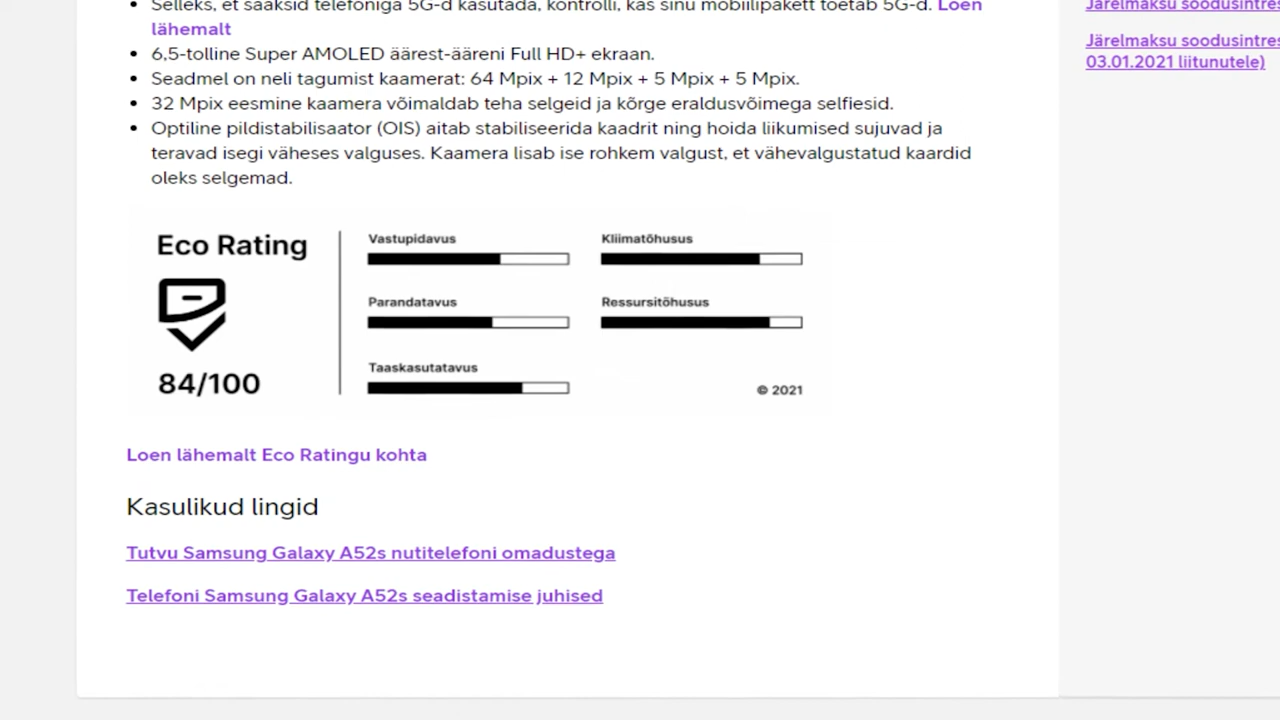 Selleks, et saaksid telefoniga 5G-d kasutada, kontrolli, kas sinu mobiilipakett toetab 5G-d. Loen
lähemalt
6,5-tolline Super AMOLED äärest-ääreni Full HD+ ekraan.
Seadmel on neli tagumist kaamerat: 64 Mpix + 12 Mpix + 5 Mpix + 5 Mpix.
32 Mpix eesmine kaamera võimaldab teha selgeid ja kõrge eraldusvõimega selfiesid.
Optiline pildistabilisaator (OIS) aitab stabiliseerida kaadrit ning hoida liikumised sujuvad ja
teravad isegi väheses valguses. Kaamera lisab ise rohkem valgust, et vähevalgustatud kaardid
oleks selgemad.
Eco Rating
84/100
Vastupidavus
Kliimatõhusus
Parandatavus
Ressursitõhusus
Taaskasutatavus
© 2021
Loen lähemalt Eco Ratingu kohta
Kasulikud lingid
Tutvu Samsung Galaxy A52s nutitelefoni omadustega
Telefoni Samsung Galaxy A52s seadistamise juhised
Järelmaksu soodusintres
Järelmaksu soodusintres
03.01.2021 liitunutele)